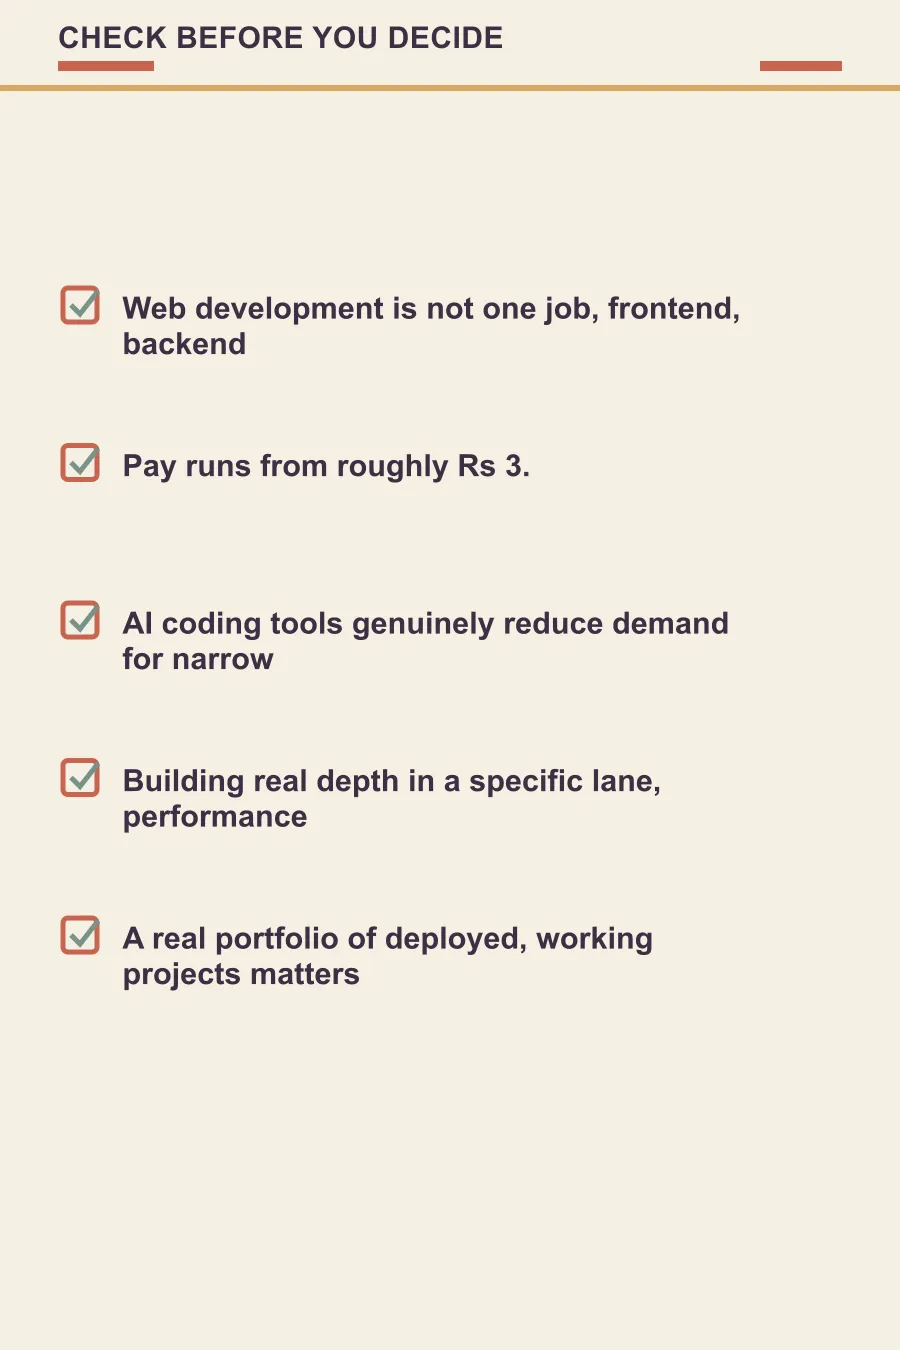 CHECK BEFORE YOU DECIDE
Web development is not one job, frontend,
backend
Pay runs from roughly Rs 3.
AI coding tools genuinely reduce demand
for narrow
Building real depth in a specific lane,
performance
A real portfolio of deployed, working
projects matters